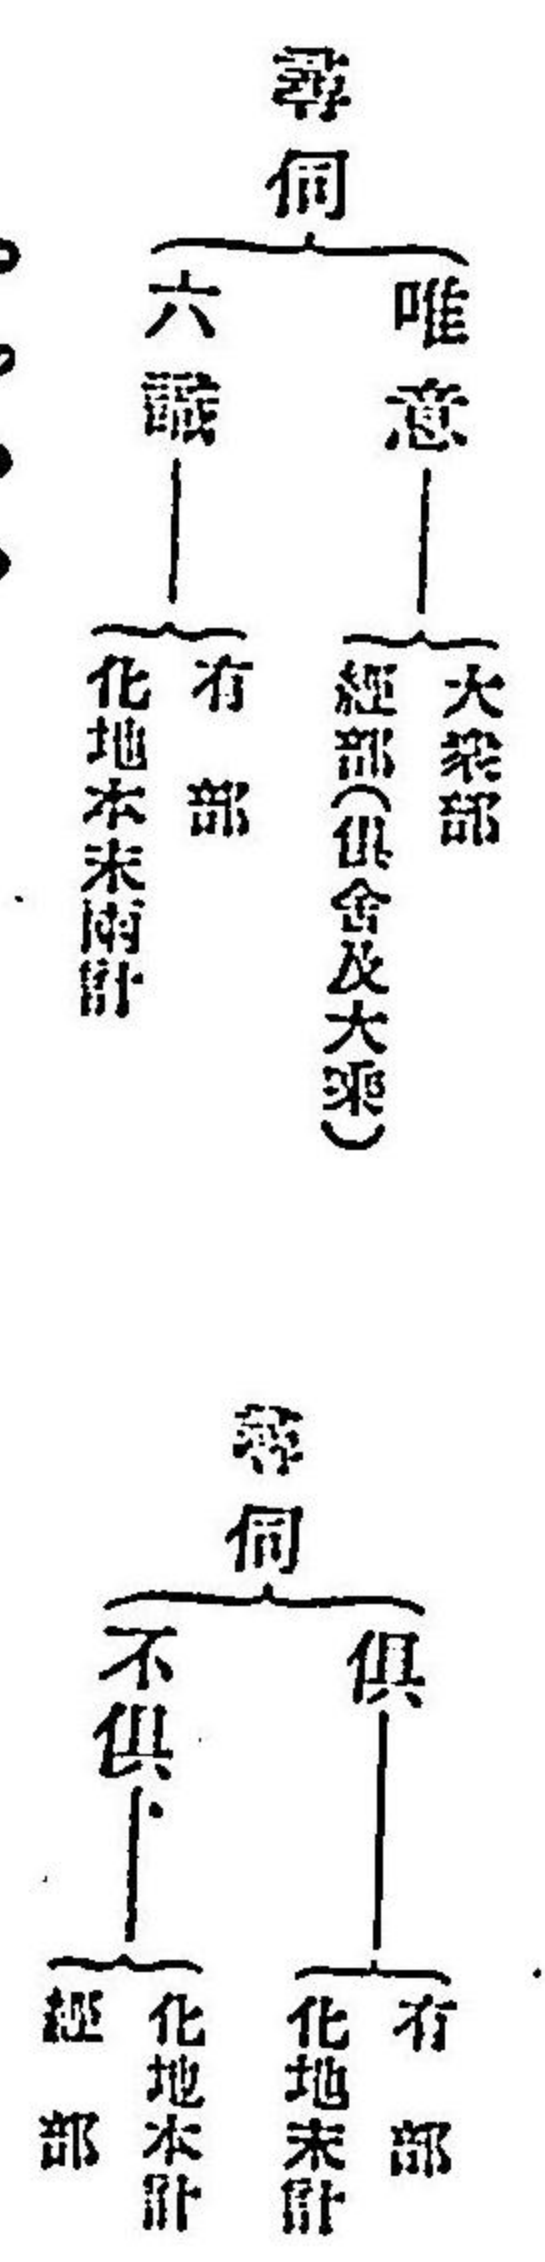 尋伺
唯意
大衆部
經部(俱舍及大乘)
六識
有部
化地本末兩計
尋伺
俱
有部
化地末計
不俱
化地本計
經部